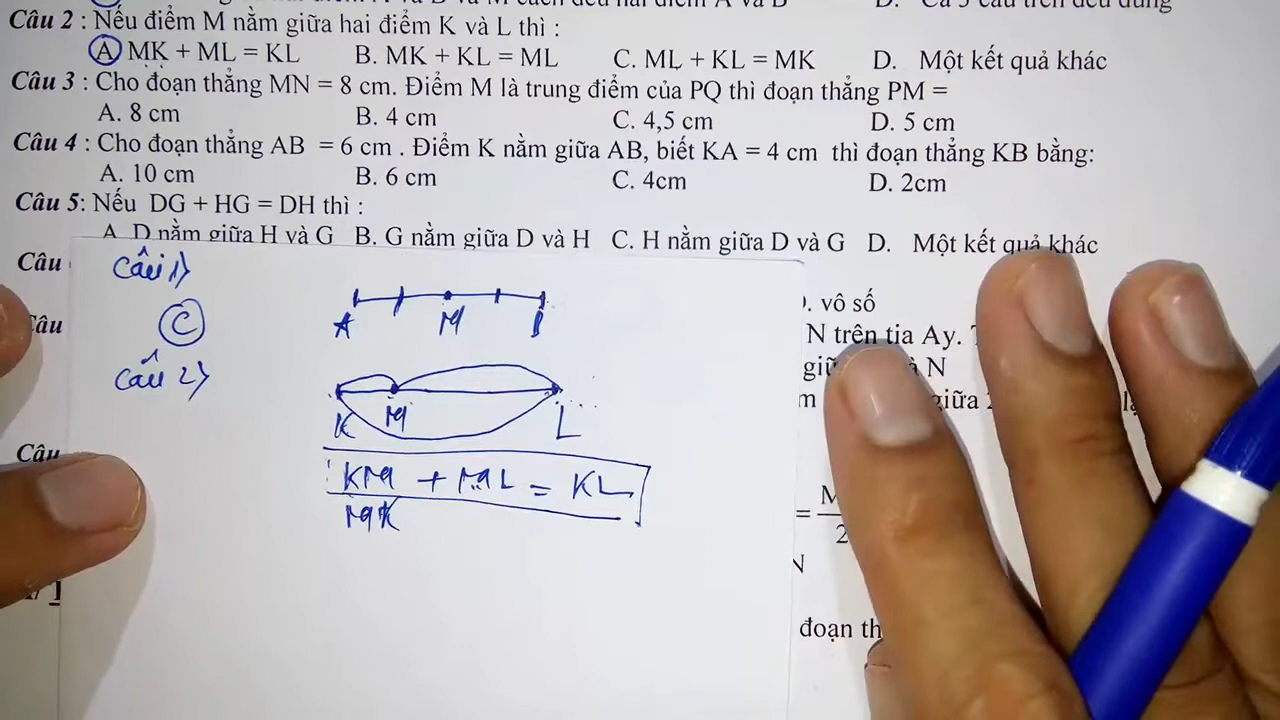 Câu 2 : Nếu điểm M nằm giữa hai điểm K và L thì :
A MK + ML = KL B. MK + KL = ML C. ML + KL = MK D. Một kết quả khác
Câu 3 : Cho đoạn thẳng MN = 8 cm. Điểm M là trung điểm của PQ thì đoạn thẳng PM =
A. 8 cm B. 4 cm C. 4,5 cm D. 5 cm
Câu 4 : Cho đoạn thẳng AB = 6 cm . Điểm K nằm giữa AB, biết KA = 4 cm thì đoạn thẳng KB bằng:
A. 10 cm B. 6 cm C. 4cm D. 2cm
Câu 5: Nếu DG + HG = DH thì :
A. D nằm giữa H và G B. G nằm giữa D và H C. H nằm giữa D và G D. Một kết quả khác
Câu
Câu 1)
. vô số
C
A M B
Câu
N trên tia Ay.
Câu 2)
N
giữa
K M L
Câu
KM + ML = KL
MK
= M
2
N
đoạn